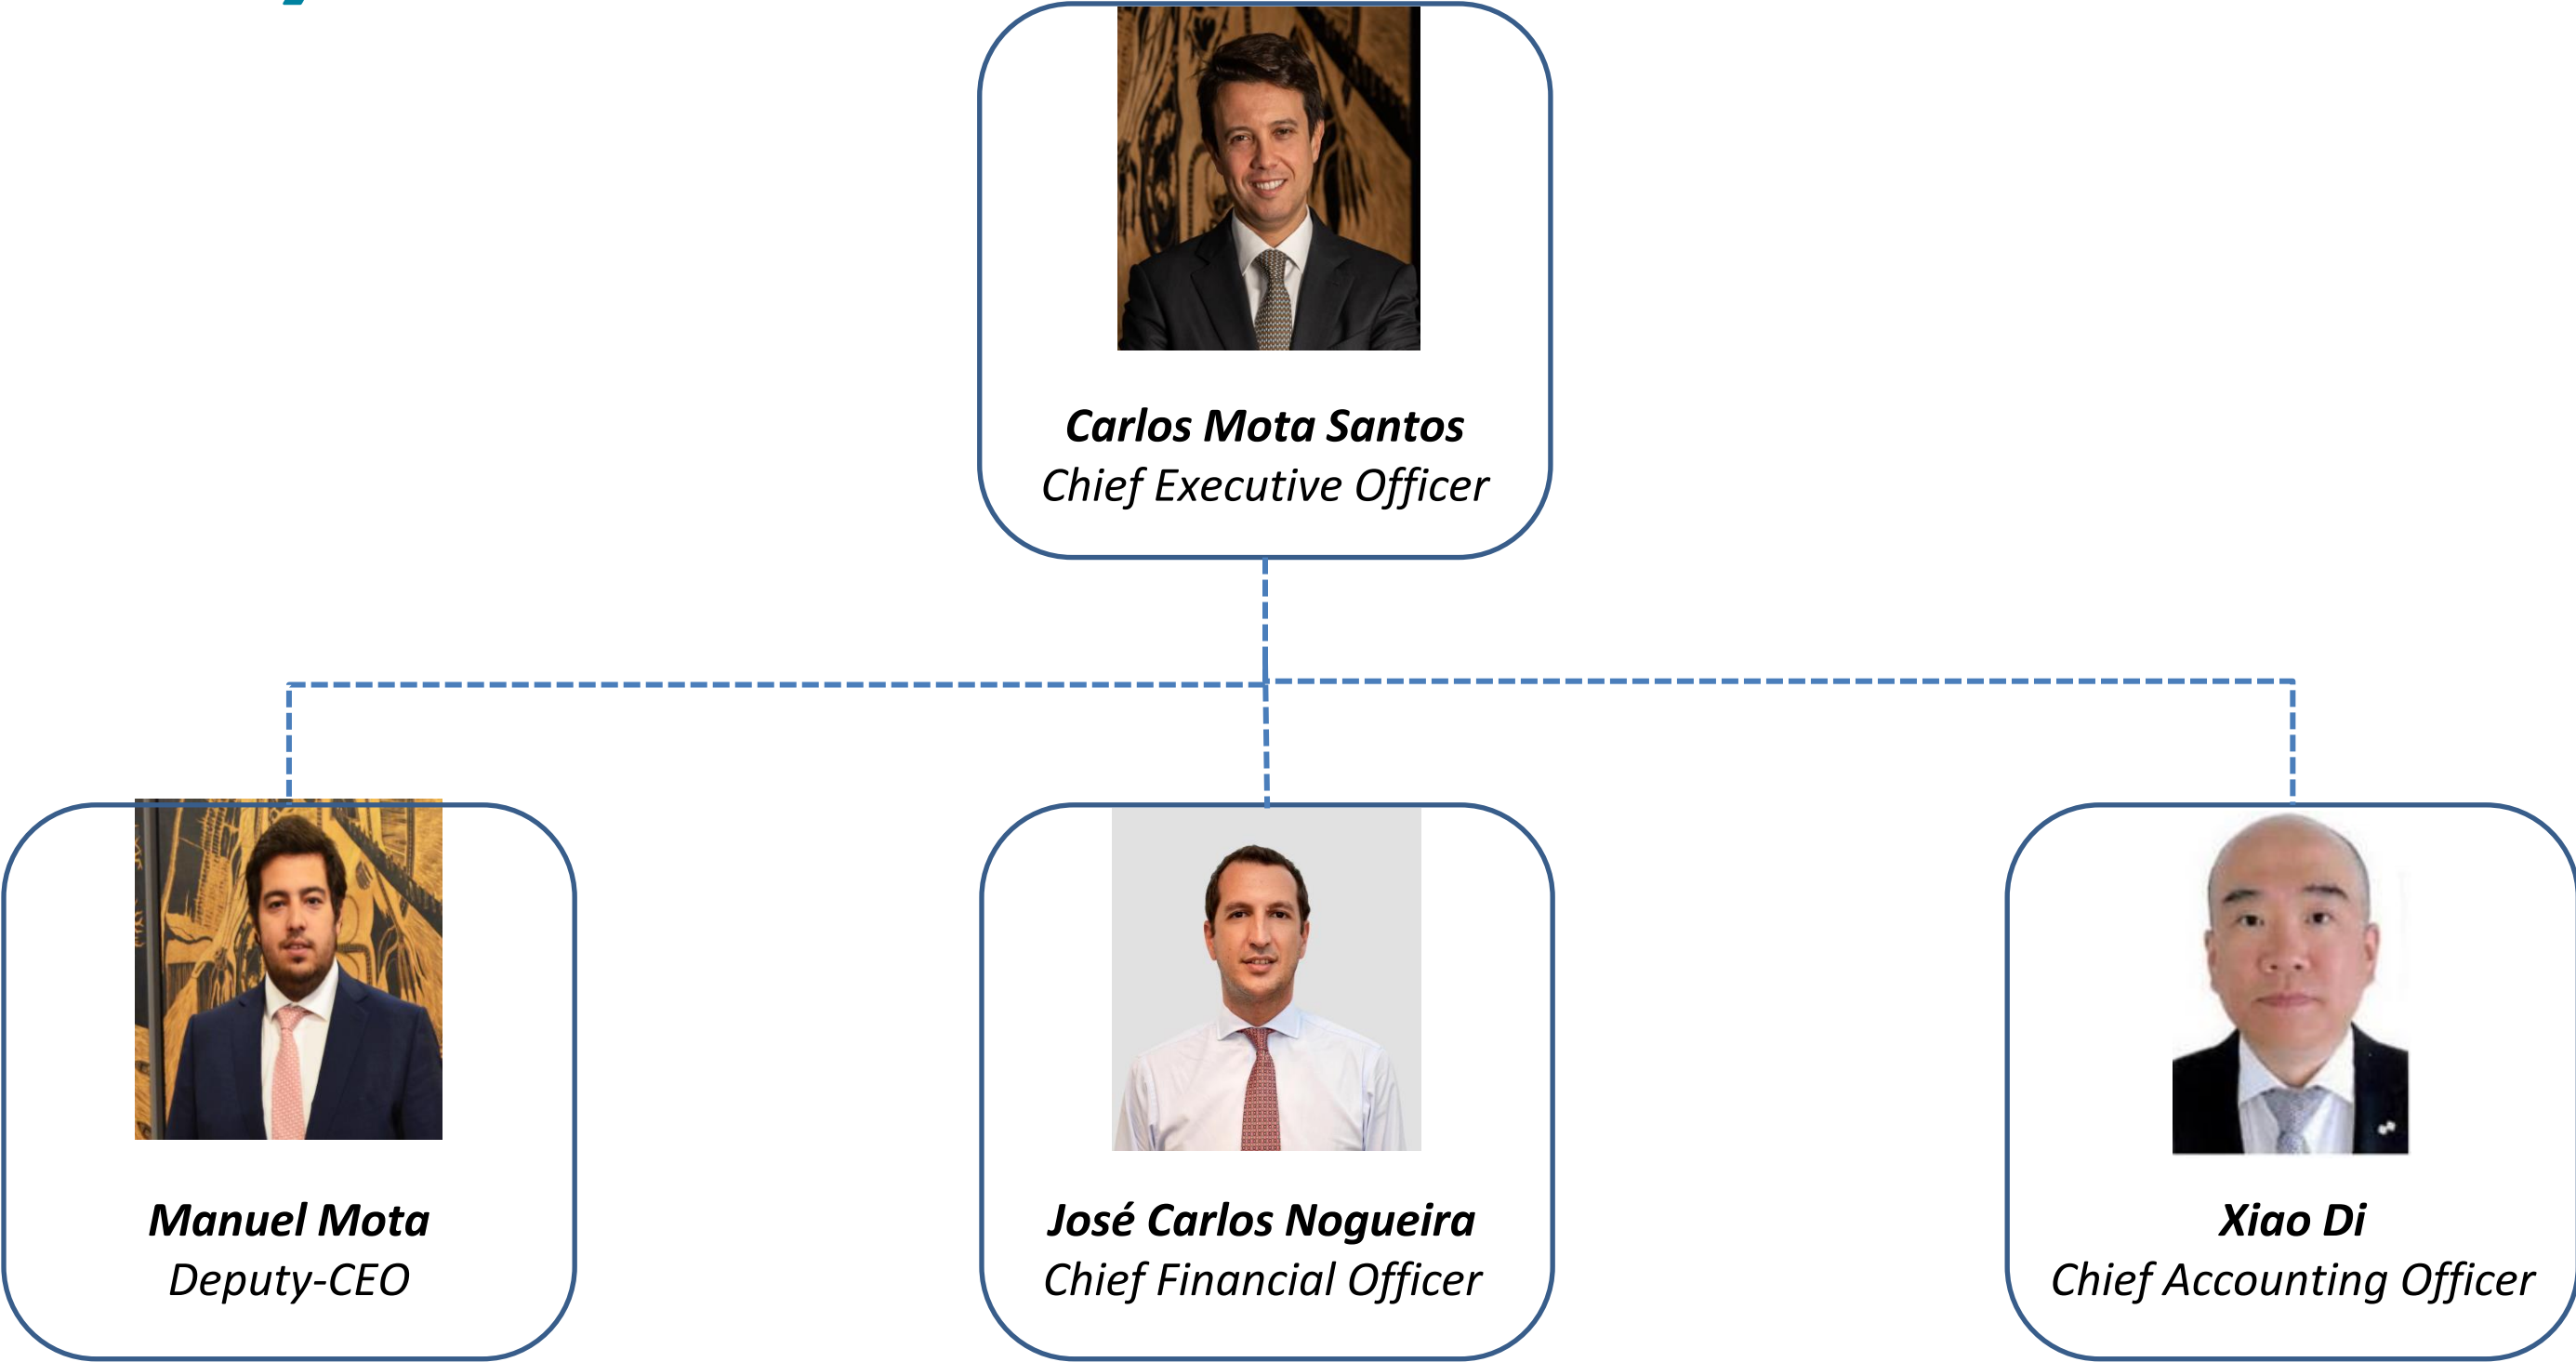 Carlos Mota Santos
Chief Executive Officer
Manuel Mota
Deputy-CEO
José Carlos Nogueira
Chief Financial Officer
Xiao Di
Chief Accounting Officer